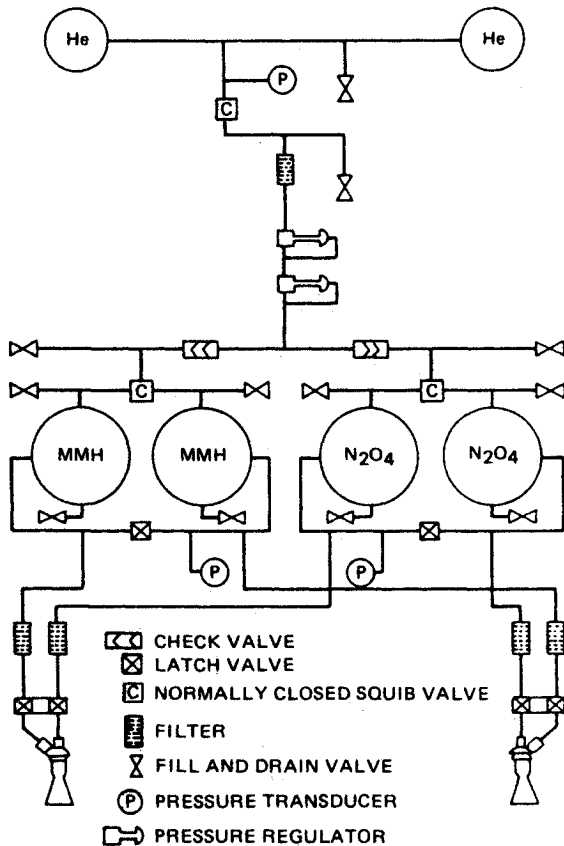 He He
P
C
C C
MMH MMH N₂O₄ N₂O₄
P P
CHECK VALVE
LATCH VALVE
C NORMALLY CLOSED SQUIB VALVE
FILTER
FILL AND DRAIN VALVE
P PRESSURE TRANSDUCER
PRESSURE REGULATOR